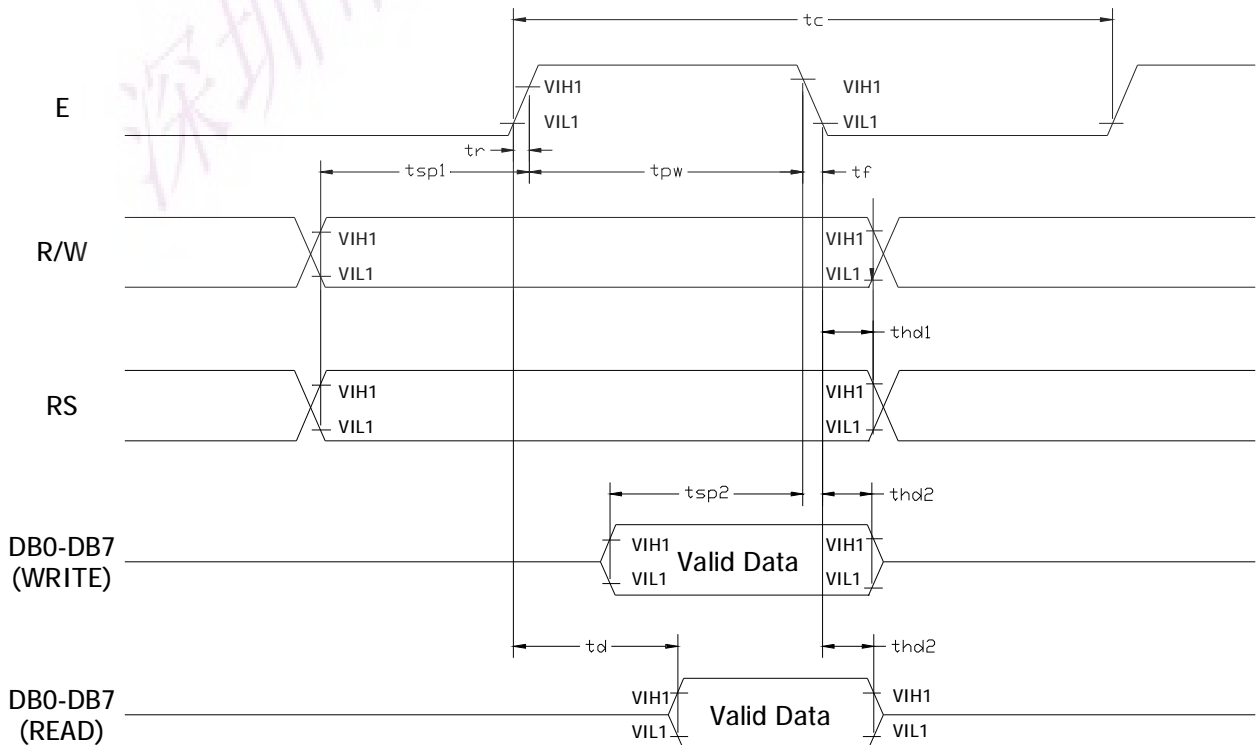 tc
E
VIH1
VIH1
VIL1
VIL1
tr
tsp1
tpw
tf
R/W
VIH1
VIH1
VIL1
VIL1
thd1
RS
VIH1
VIH1
VIL1
VIL1
tsp2
thd2
DB0-DB7
(WRITE)
VIH1
Valid Data
VIH1
VIL1
VIL1
td
thd2
DB0-DB7
(READ)
VIH1
Valid Data
VIH1
VIL1
VIL1
深圳